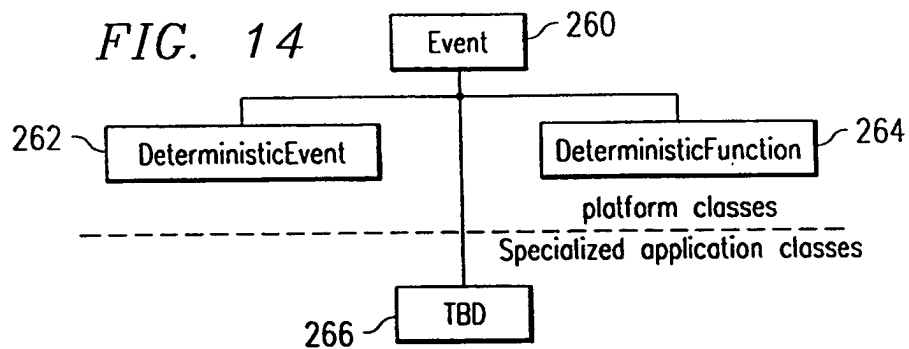 FIG. 14
Event
260
262
DeterministicEvent
DeterministicFunction
264
platform classes
Specialized application classes
TBD
266